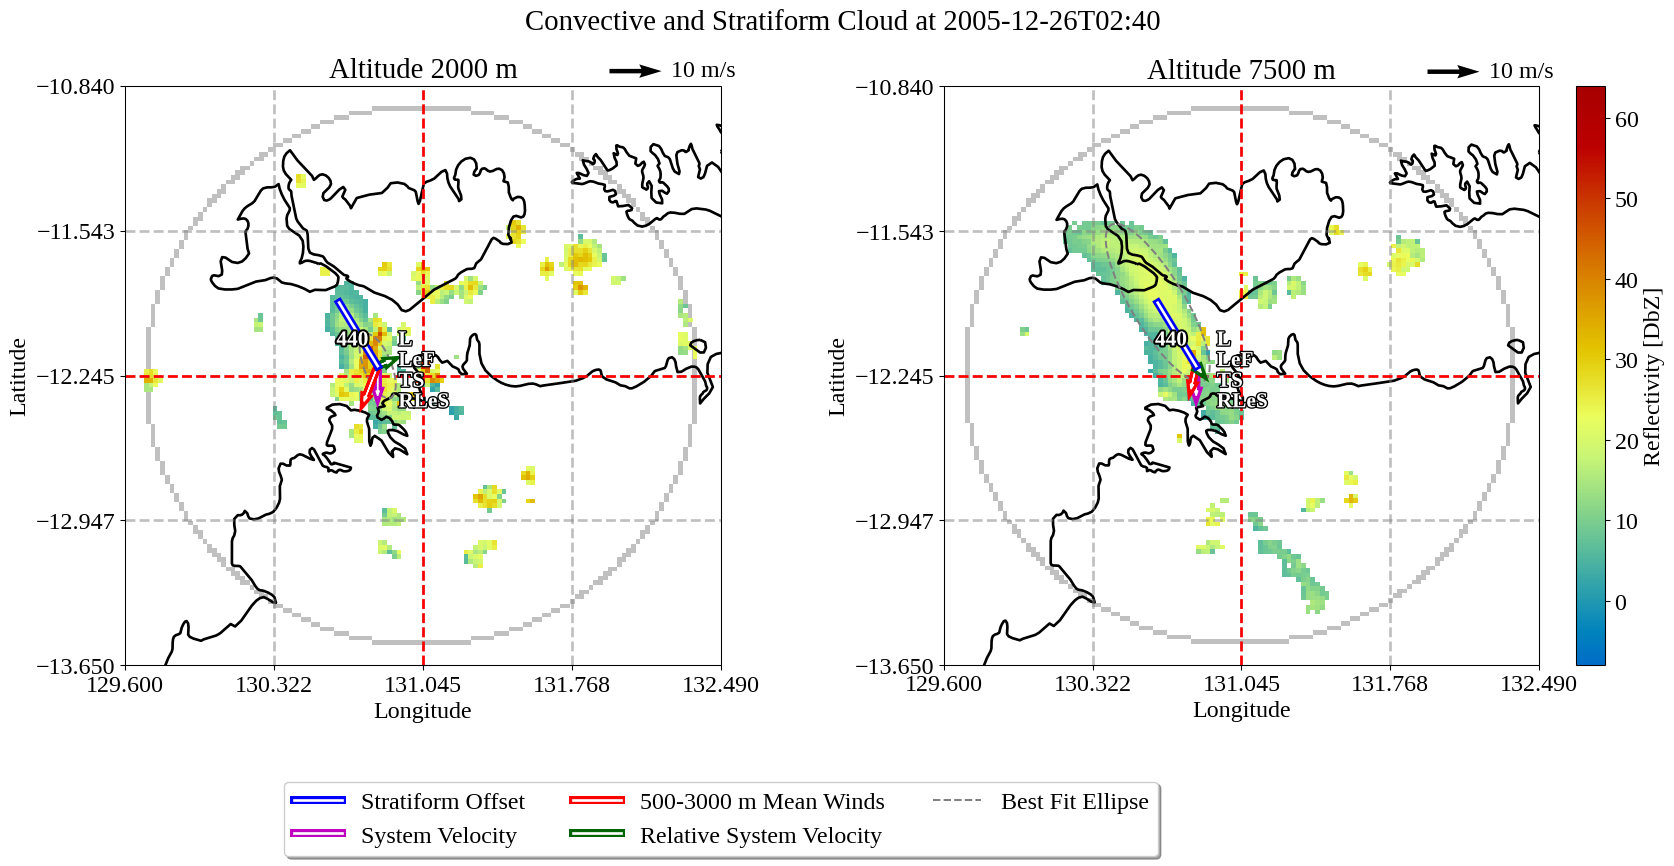 Convective and Stratiform Cloud at 2005-12-26T02:40
Altitude 2000 m
10 m/s
−10.840
−11.543
−12.245
−12.947
−13.650
129.600
130.322
131.045
131.768
132.490
Latitude
Longitude
440
L
LeF
TS
RLeS
Altitude 7500 m
10 m/s
−10.840
−11.543
−12.245
−12.947
−13.650
129.600
130.322
131.045
131.768
132.490
Latitude
Longitude
440
L
LeF
TS
RLeS
60
50
40
30
20
10
0
Reflectivity [DbZ]
Stratiform Offset
System Velocity
500-3000 m Mean Winds
Relative System Velocity
Best Fit Ellipse